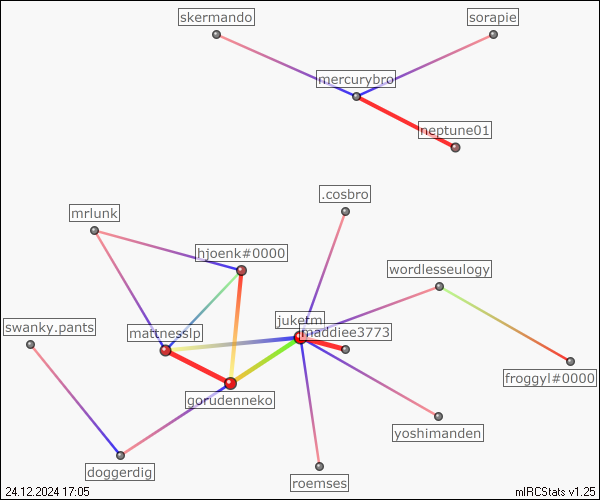 skermando
sorapie
mercurybro
neptune01
.cosbro
mrlunk
hjoenk#0000
wordlesseulogy
jukerm
maddiee3773
swanky.pants
mattnesslp
froggyl#0000
gorudenneko
yoshimanden
doggerdig
roemses
24.12.2024 17:05
mIRCStats v1.25